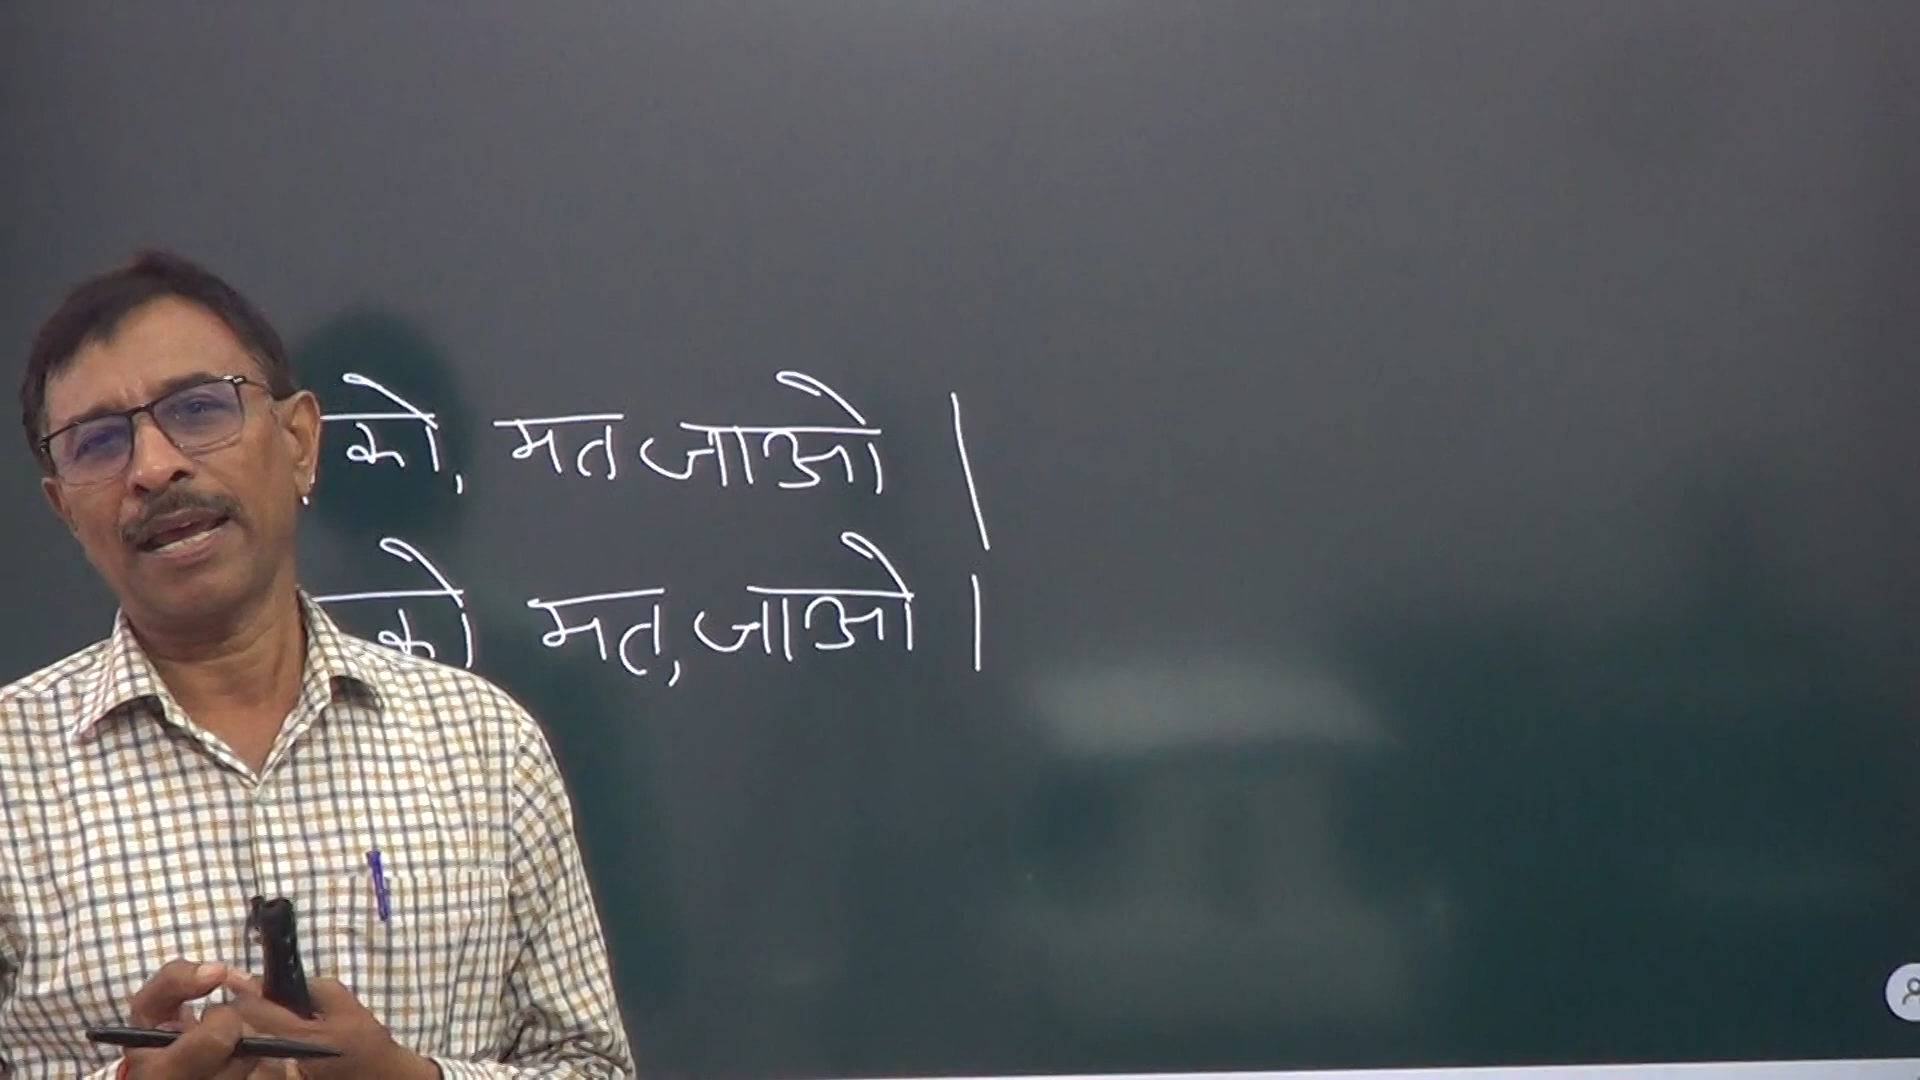 को, मत जाओ |
को मत, जाओ |